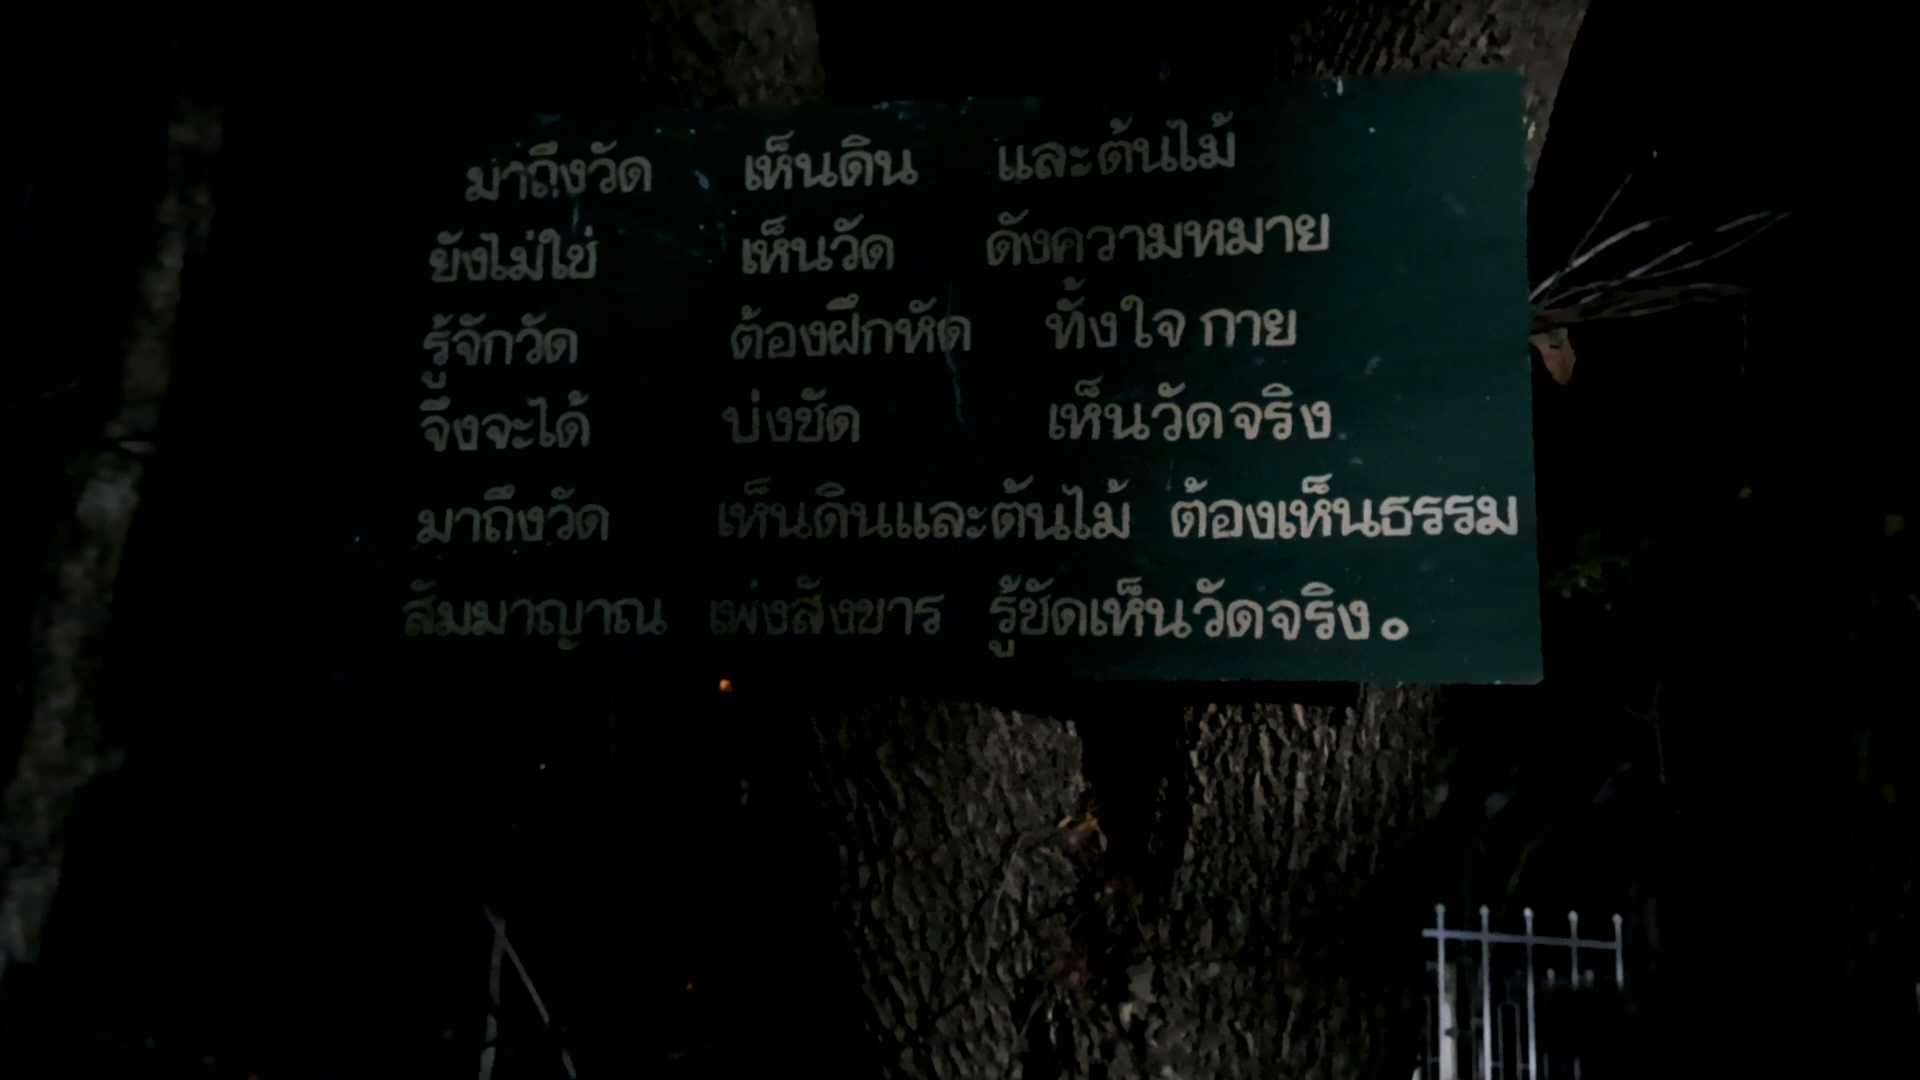 มาถึงวัด เห็นดิน และต้นไม้
ยังไม่ใช่ เห็นวัด ดังความหมาย
รู้จักวัด ต้องฝึกหัด ทั้งใจ กาย
จึงจะได้ บ่งชัด เห็นวัดจริง
มาถึงวัด เห็นดินและต้นไม้ ต้องเห็นธรรม
สัมมาญาณ เพ่งสังขาร รู้ชัดเห็นวัดจริง๐